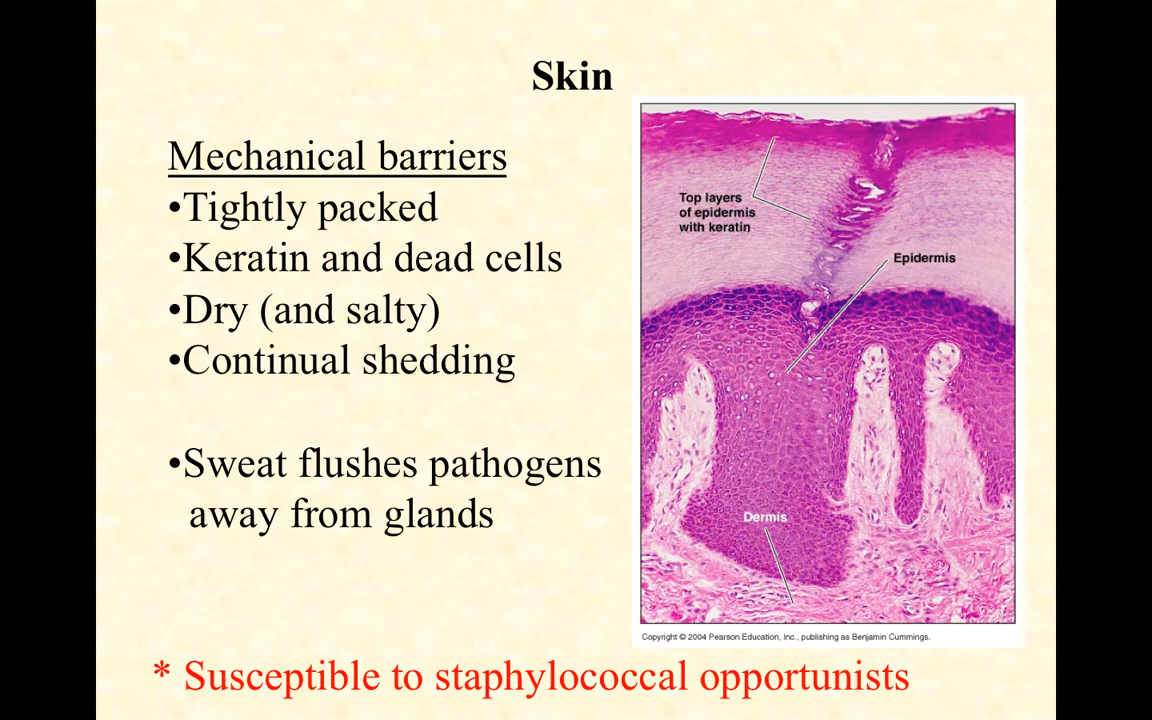 Skin
Mechanical barriers
•Tightly packed
•Keratin and dead cells
•Dry (and salty)
•Continual shedding
•Sweat flushes pathogens
away from glands
Top layers
of epidermis
with keratin
Epidermis
Dermis
Copyright © 2004 Pearson Education, Inc., publishing as Benjamin Cummings.
* Susceptible to staphylococcal opportunists